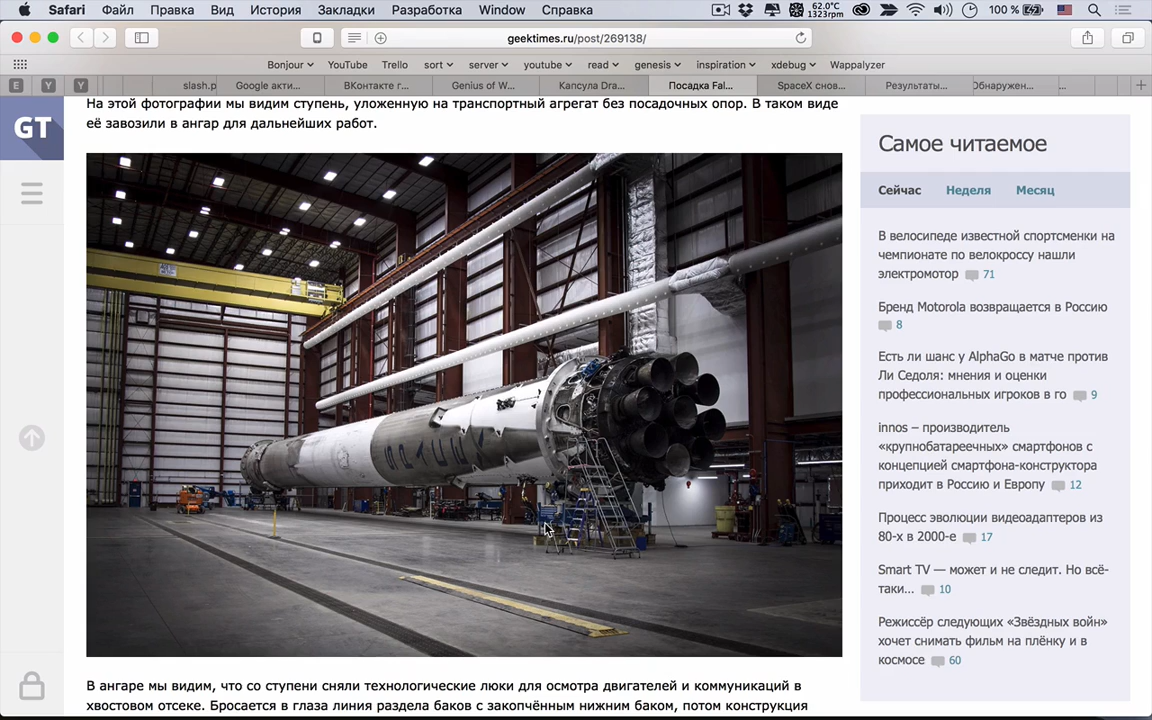 Safari Файл Правка Вид История Закладки Разработка Window Справка 62.0°C 1323rpm 100 %
geektimes.ru/post/269138/
Bonjour YouTube Trello sort server youtube read genesis inspiration xdebug Wappalyzer
E Y Y slash.p Google акти... ВКонтакте г... Genius of W... Капсула Dra... Посадка Fal... SpaceX снов... Результаты... Обнаружен...
GT
На этой фотографии мы видим ступень, уложенную на транспортный агрегат без посадочных опор. В таком виде
её завозили в ангар для дальнейших работ.
SPACEX
В ангаре мы видим, что со ступени сняли технологические люки для осмотра двигателей и коммуникаций в
хвостовом отсеке. Бросается в глаза линия раздела баков с закопчённым нижним баком, потом конструкция
Самое читаемое
Сейчас Неделя Месяц
В велосипеде известной спортсменки на
чемпионате по велокроссу нашли
электромотор 71
Бренд Motorola возвращается в Россию
8
Есть ли шанс у AlphaGo в матче против
Ли Седоля: мнения и оценки
профессиональных игроков в го 9
innos – производитель
«крупнобатареечных» смартфонов с
концепцией смартфона-конструктора
приходит в Россию и Европу 12
Процесс эволюции видеоадаптеров из
80-х в 2000-е 17
Smart TV — может и не следит. Но всё-
таки... 10
Режиссёр следующих «Звёздных войн»
хочет снимать фильм на плёнку и в
космосе 60